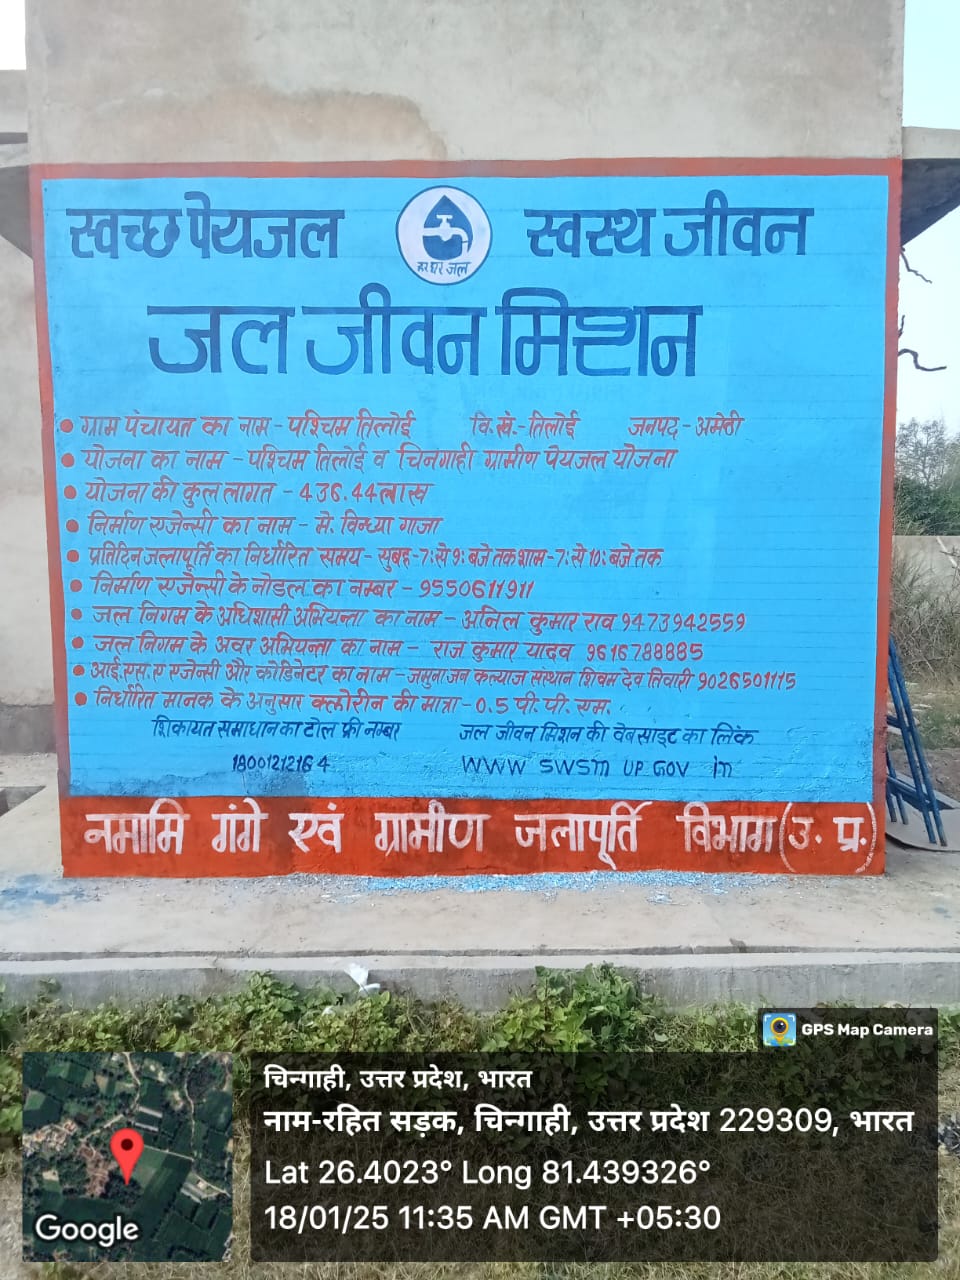 स्वच्छ पेयजल हर घर जल स्वस्थ जीवन
जल जीवन मिशन
• ग्राम पंचायत का नाम - पश्चिम तिलोई वि.खं.- तिलोई जनपद - अमेठी
• योजना का नाम - पश्चिम तिलोई व चिनगाही ग्रामीण पेयजल योजना
• योजना की कुल लागत - 436.44 लाख
• निर्माण एजेन्सी का नाम - मे. विन्ध्या गाजा
• प्रतिदिन जलापूर्ति का निर्धारित समय - सुबह - 7: से 9: बजे तक शाम - 7: से 10: बजे तक
• निर्माण एजेन्सी के नोडल का नम्बर - 9550611911
• जल निगम के अधिशासी अभियन्ता का नाम - अनिल कुमार राव 9473942559
• जल निगम के अवर अभियन्ता का नाम - राज कुमार यादव 9616788885
• आई.एस.ए एजेन्सी और कोडिनेटर का नाम - जमुना जन कल्याज संस्थान शिवम देव तिवारी 9026501115
• निर्धारित मानक के अनुसार क्लोरीन की मात्रा - 0.5 पी. पी. एम.
शिकायत समाधान का टोल फ्री नम्बर जल जीवन मिशन की वेबसाइट का लिंक
18001212164 WWW SWSM UP GOV in
नमामि गंगे एवं ग्रामीण जलापूर्ति विभाग (उ. प्र.)
GPS Map Camera
चिन्गाही, उत्तर प्रदेश, भारत
नाम-रहित सड़क, चिन्गाही, उत्तर प्रदेश 229309, भारत
Lat 26.4023° Long 81.439326°
18/01/25 11:35 AM GMT +05:30
Google